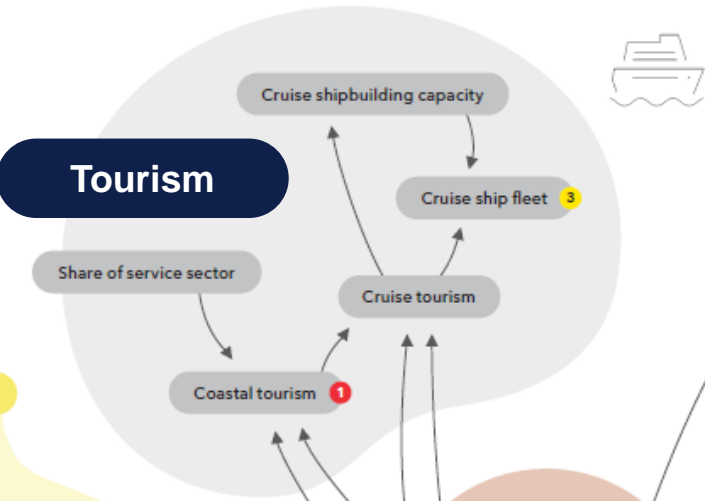 Cruise shipbuilding capacity
Tourism
Cruise ship fleet 3
Share of service sector
Cruise tourism
Coastal tourism 1